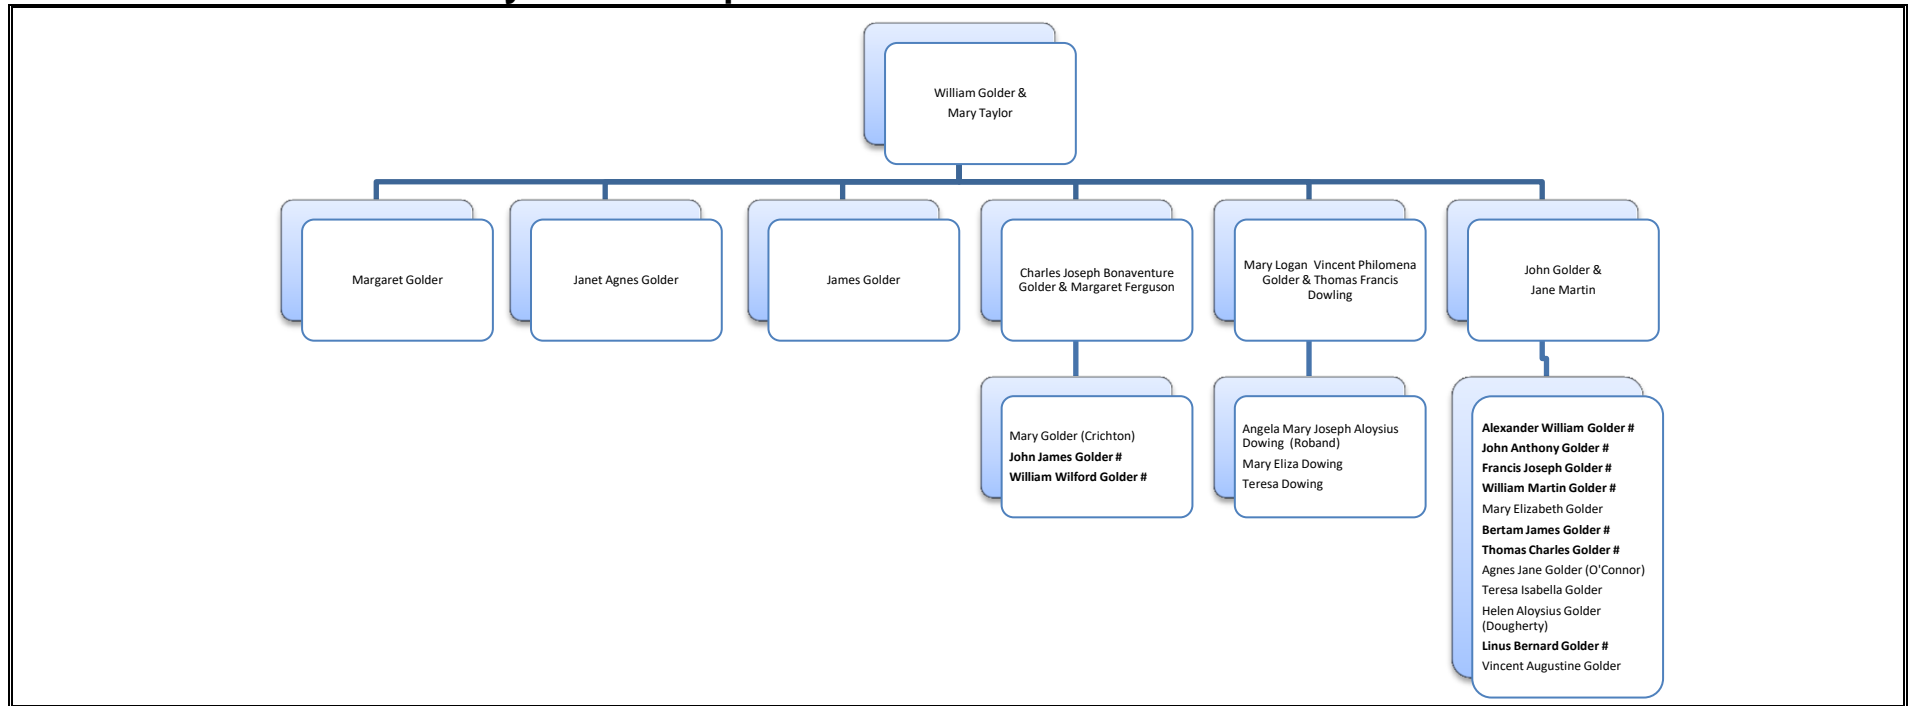 William Golder &
Mary Taylor
Margaret Golder
Janet Agnes Golder
James Golder
Charles Joseph Bonaventure
Golder & Margaret Ferguson
Mary Logan Vincent Philomena
Golder & Thomas Francis
Dowling
John Golder &
Jane Martin
Mary Golder (Crichton)
John James Golder #
William Wilford Golder #
Angela Mary Joseph Aloysius
Dowing (Roband)
Mary Eliza Dowing
Teresa Dowing
Alexander William Golder #
John Anthony Golder #
Francis Joseph Golder #
William Martin Golder #
Mary Elizabeth Golder
Bertam James Golder #
Thomas Charles Golder #
Agnes Jane Golder (O'Connor)
Teresa Isabella Golder
Helen Aloysius Golder
(Dougherty)
Linus Bernard Golder #
Vincent Augustine Golder